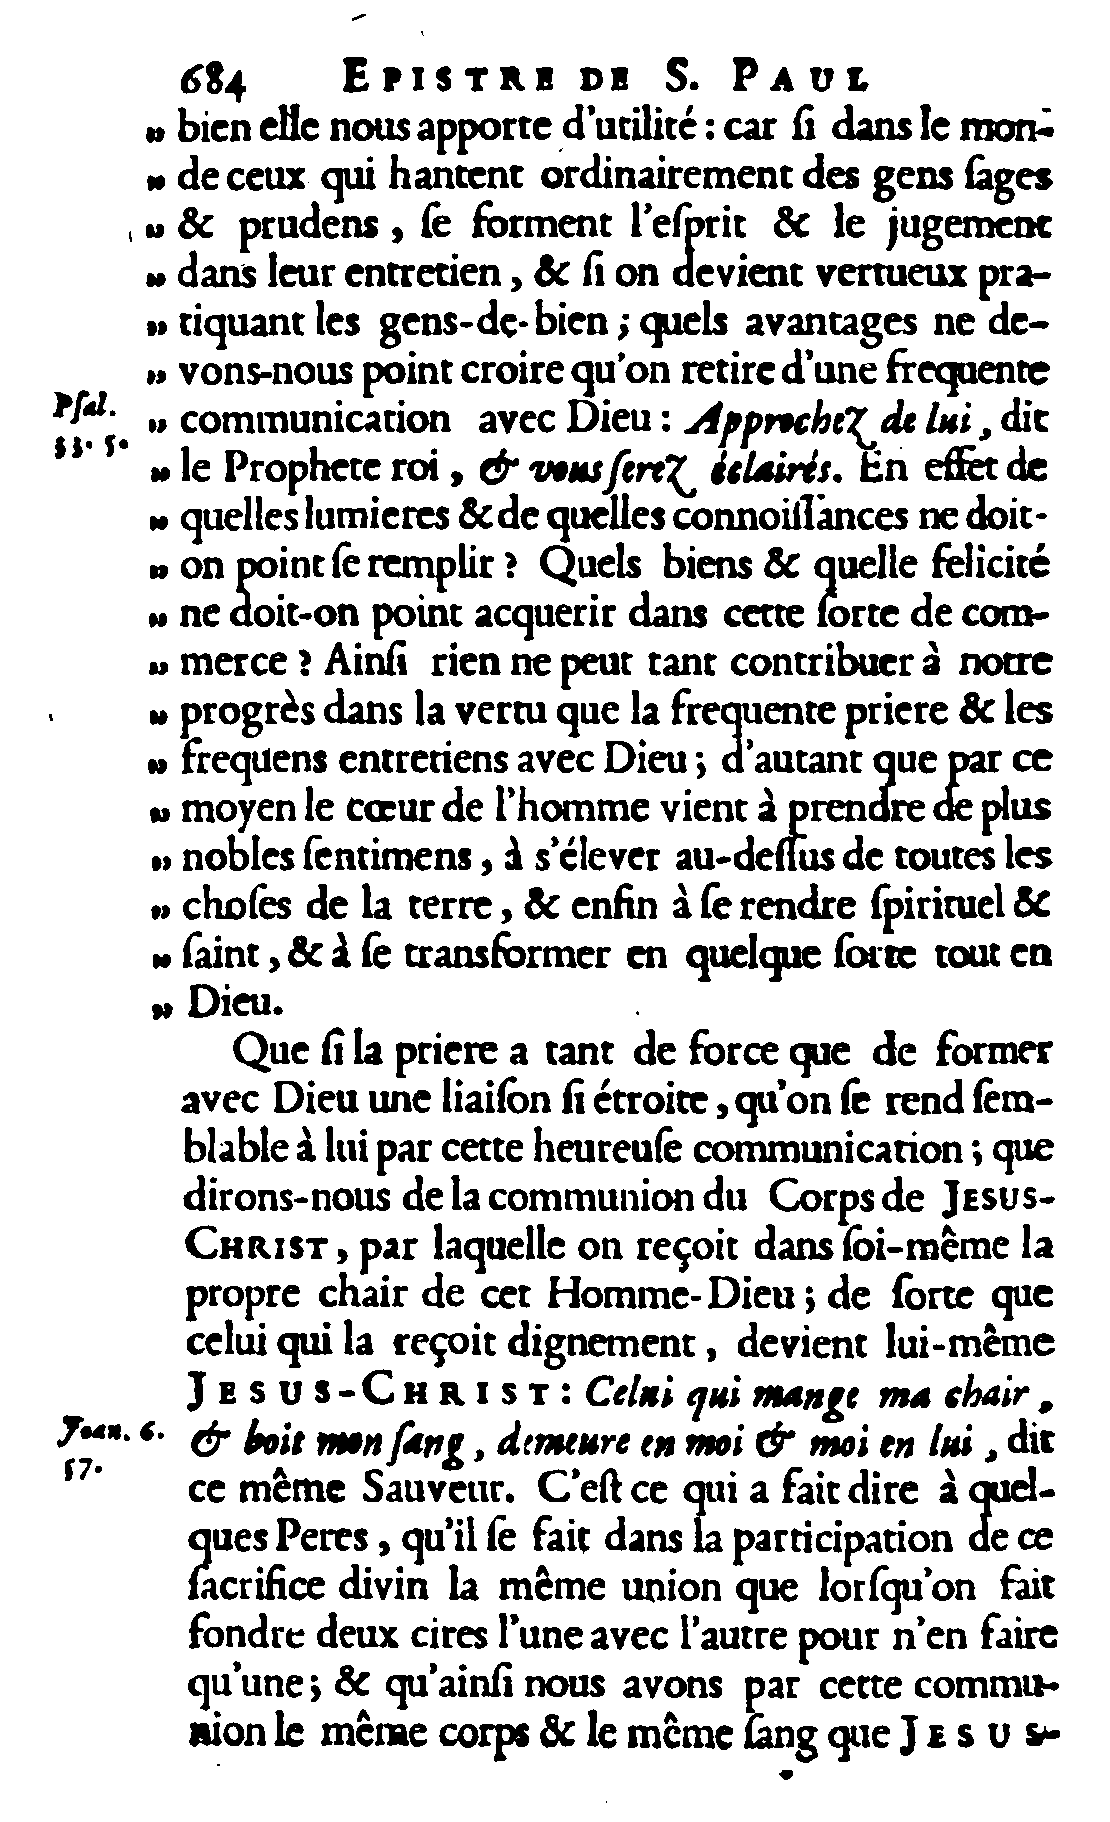 684 EPISTRE DE S. PAUL
„ bien elle nous apporte d'utilité : car ſi dans le mon-
„ de ceux qui hantent ordinairement des gens ſages
„ & prudens , ſe forment l'eſprit & le jugement
„ dans leur entretien , & ſi on devient vertueux pra-
„ tiquant les gens-de-bien ; quels avantages ne de-
„ vons-nous point croire qu'on retire d'une frequente
Pſal.
„ communication avec Dieu : Approchez de lui , dit
33. 5.
„ le Prophete roi , & vous ſerez éclairés. En effet de
„ quelles lumieres & de quelles connoiſſances ne doit-
„ on point ſe remplir ? Quels biens & quelle felicité
„ ne doit-on point acquerir dans cette ſorte de com-
„ merce ? Ainſi rien ne peut tant contribuer à notre
„ progrès dans la vertu que la frequente priere & les
„ frequens entretiens avec Dieu ; d'autant que par ce
„ moyen le cœur de l'homme vient à prendre de plus
„ nobles ſentimens , à s'élever au-deſſus de toutes les
„ choſes de la terre , & enfin à ſe rendre ſpirituel &
„ ſaint , & à ſe transformer en quelque ſorte tout en
„ Dieu.
Que ſi la priere a tant de force que de former
avec Dieu une liaiſon ſi étroite , qu'on ſe rend ſem-
blable à lui par cette heureuſe communication ; que
dirons-nous de la communion du Corps de JESUS-
CHRIST , par laquelle on reçoit dans ſoi-même la
propre chair de cet Homme-Dieu ; de ſorte que
celui qui la reçoit dignement , devient lui-même
JESUS-CHRIST : Celui qui mange ma chair ,
Joan. 6.
& boit mon ſang , demeure en moi & moi en lui , dit
57.
ce même Sauveur. C'eſt ce qui a fait dire à quel-
ques Peres , qu'il ſe fait dans la participation de ce
ſacrifice divin la même union que lorſqu'on fait
fondre deux cires l'une avec l'autre pour n'en faire
qu'une ; & qu'ainſi nous avons par cette commu-
nion le même corps & le même ſang que JESUS-